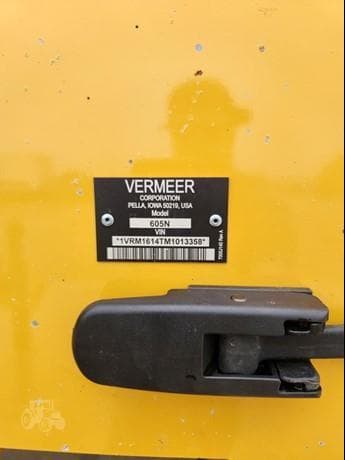 VERMEER
CORPORATION
PELLA, IOWA 50219, USA
Model
605N
VIN
*1VRM1614TM1013358*